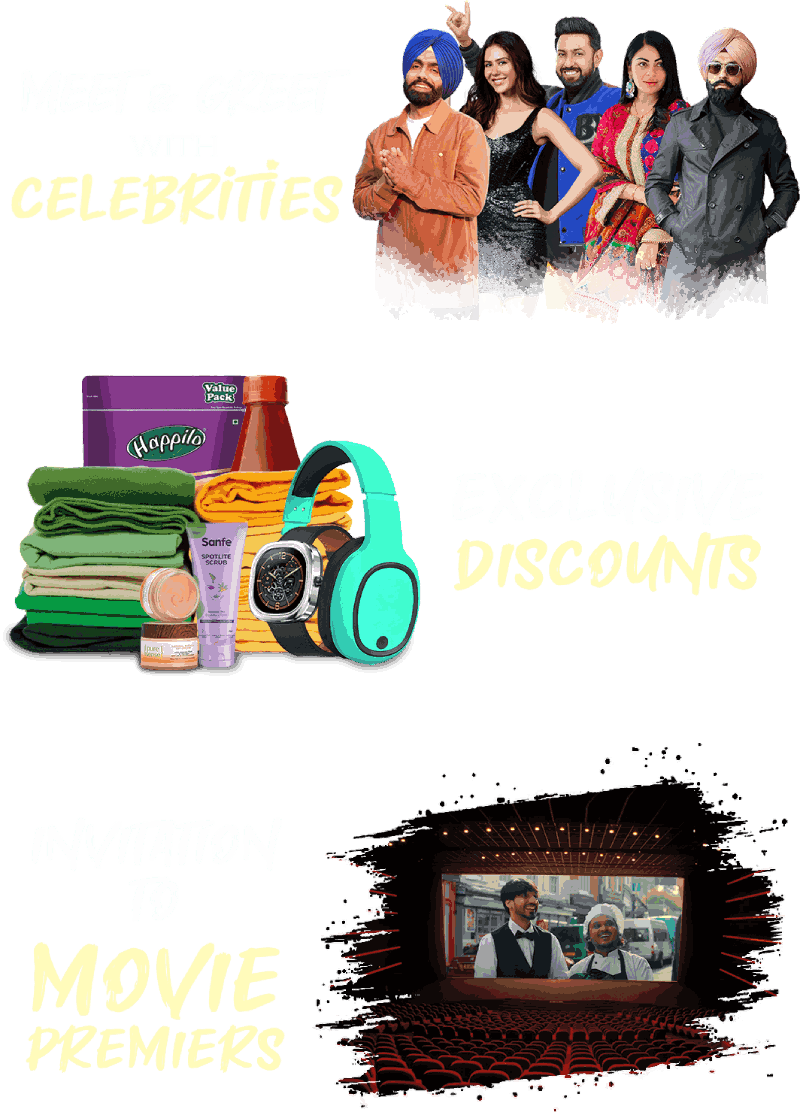 MEET & GREET
WITH
CELEBRITIES
Value
Pack
Happilo
Sanfe
SPOTLITE
SCRUB
EXCLUSIVE
DISCOUNTS
INVITATION
TO
MOVIE
PREMIERS